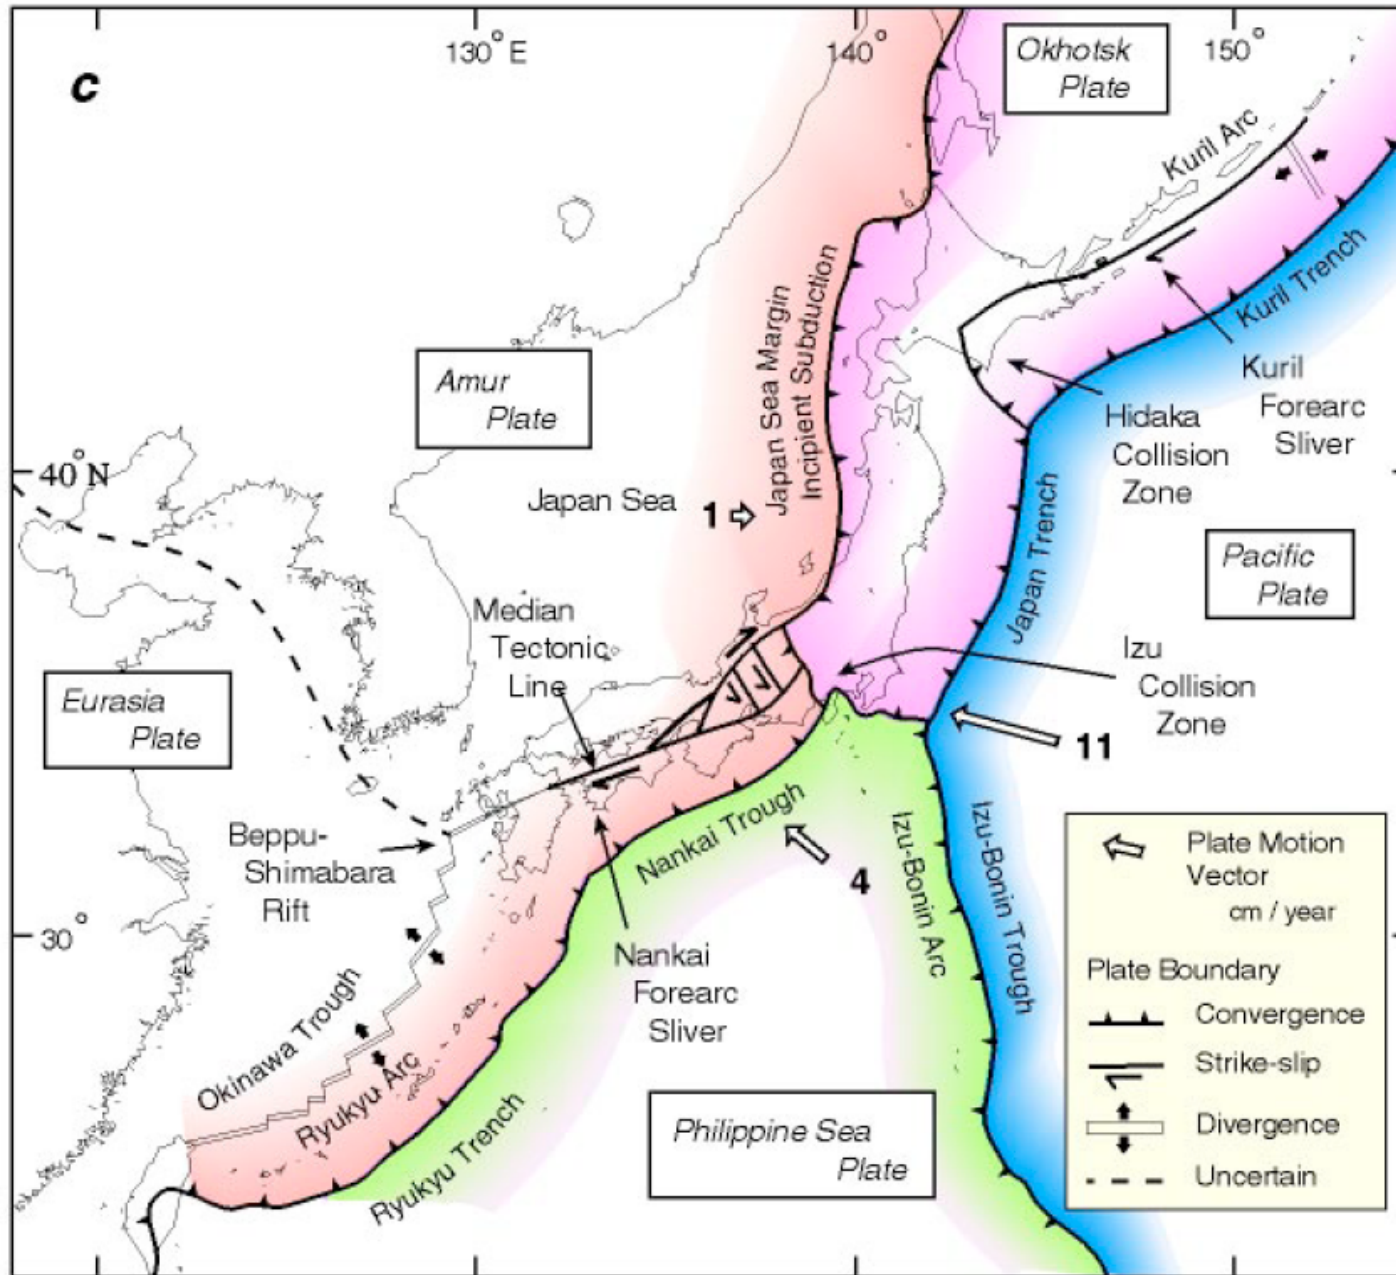 c
130°E
140°
150°
Okhotsk
Plate
Kuril Arc
Kuril Trench
Japan Sea Margin
Incipient Subduction
Amur
Plate
Kuril
Forearc
Sliver
Hidaka
Collision
Zone
40°N
Japan Sea
1
Japan Trench
Pacific
Plate
Median
Tectonic
Line
Izu
Collision
Zone
Eurasia
Plate
11
Beppu-
Shimabara
Rift
Nankai Trough
4
Izu-Bonin Arc
Izu-Bonin Trough
30°
Nankai
Forearc
Sliver
Okinawa Trough
Ryukyu Arc
Ryukyu Trench
Philippine Sea
Plate
Plate Motion
Vector
cm / year
Plate Boundary
Convergence
Strike-slip
Divergence
Uncertain